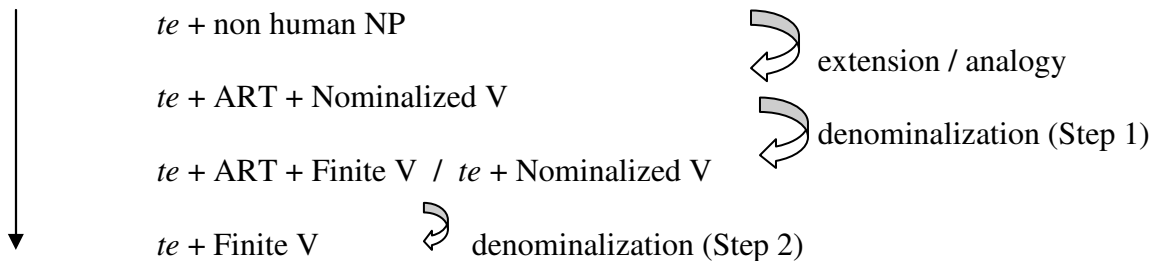 te + non human NP
extension / analogy
te + ART + Nominalized V
denominalization (Step 1)
te + ART + Finite V / te + Nominalized V
te + Finite V denominalization (Step 2)